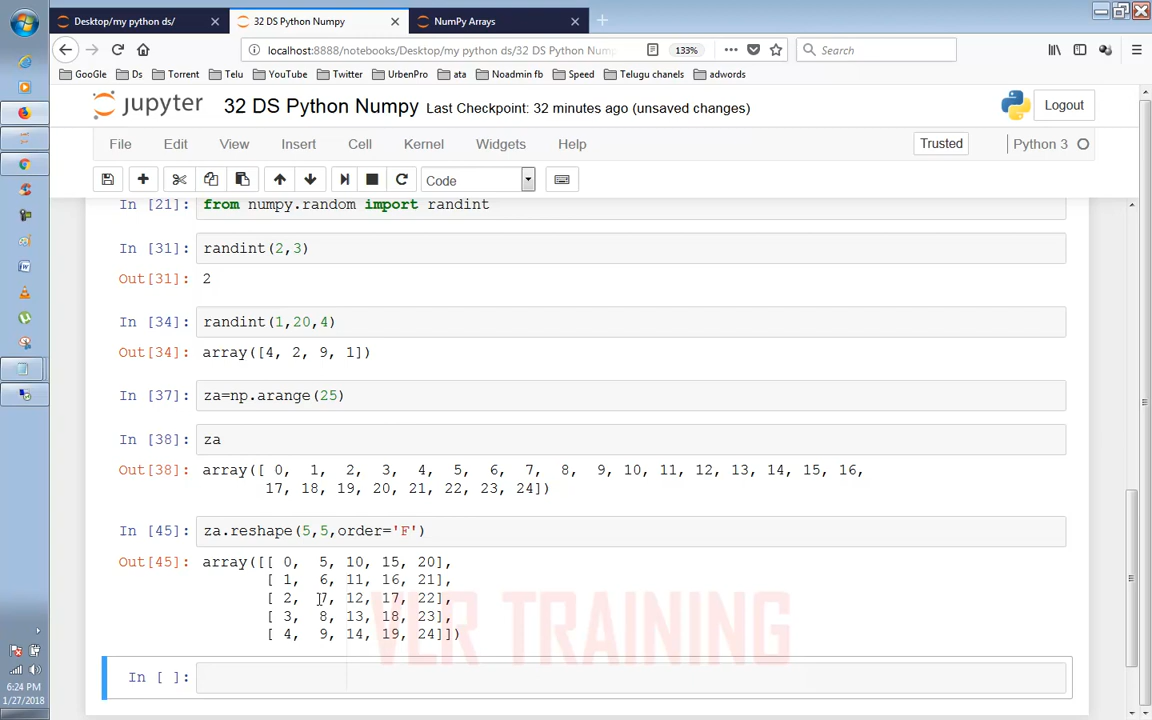 Desktop/my python ds/
32 DS Python Numpy
NumPy Arrays
localhost:8888/notebooks/Desktop/my python ds/32 DS Python Num
133%
Search
GooGle
Ds
Torrent
Telu
YouTube
Twitter
UrbenPro
ata
Noadmin fb
Speed
Telugu chanels
adwords
jupyter
32 DS Python Numpy Last Checkpoint: 32 minutes ago (unsaved changes)
Logout
File
Edit
View
Insert
Cell
Kernel
Widgets
Help
Trusted
Python 3
Code
In [21]: from numpy.random import randint
In [31]: randint(2,3)
Out[31]: 2
In [34]: randint(1,20,4)
Out[34]: array([4, 2, 9, 1])
In [37]: za=np.arange(25)
In [38]: za
Out[38]: array([ 0, 1, 2, 3, 4, 5, 6, 7, 8, 9, 10, 11, 12, 13, 14, 15, 16,
17, 18, 19, 20, 21, 22, 23, 24])
In [45]: za.reshape(5,5,order='F')
Out[45]: array([[ 0, 5, 10, 15, 20],
[ 1, 6, 11, 16, 21],
[ 2, 7, 12, 17, 22],
[ 3, 8, 13, 18, 23],
[ 4, 9, 14, 19, 24]])
VLR TRAINING
In [ ]:
6:24 PM
1/27/2018